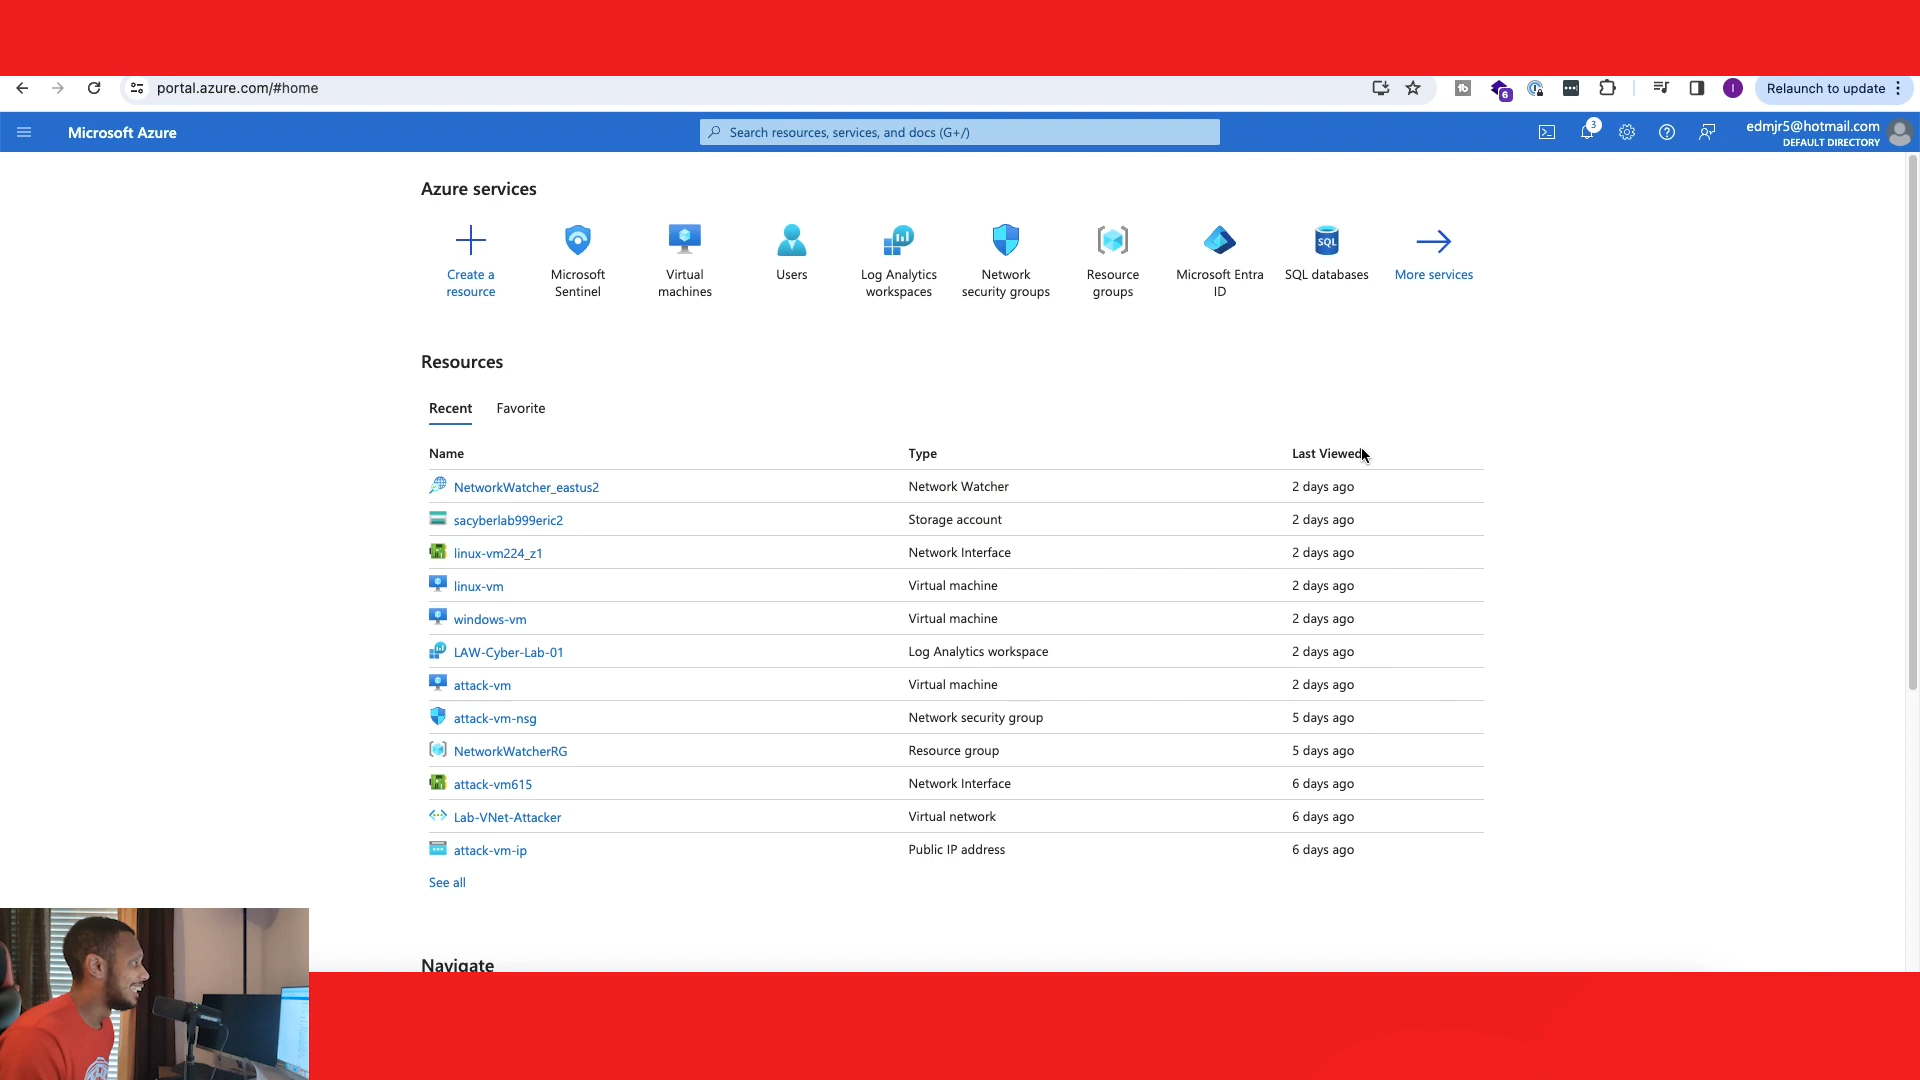 portal.azure.com/#home
6
I
Relaunch to update
Microsoft Azure
Search resources, services, and docs (G+/)
3
edmjr5@hotmail.com
DEFAULT DIRECTORY
Azure services
Create a
resource
Microsoft
Sentinel
Virtual
machines
Users
Log Analytics
workspaces
Network
security groups
Resource
groups
Microsoft Entra
ID
SQL
SQL databases
More services
Resources
Recent
Favorite
Name
Type
Last Viewed
NetworkWatcher_eastus2
Network Watcher
2 days ago
sacyberlab999eric2
Storage account
2 days ago
linux-vm224_z1
Network Interface
2 days ago
linux-vm
Virtual machine
2 days ago
windows-vm
Virtual machine
2 days ago
LAW-Cyber-Lab-01
Log Analytics workspace
2 days ago
attack-vm
Virtual machine
2 days ago
attack-vm-nsg
Network security group
5 days ago
NetworkWatcherRG
Resource group
5 days ago
attack-vm615
Network Interface
6 days ago
Lab-VNet-Attacker
Virtual network
6 days ago
attack-vm-ip
Public IP address
6 days ago
See all
Navigate